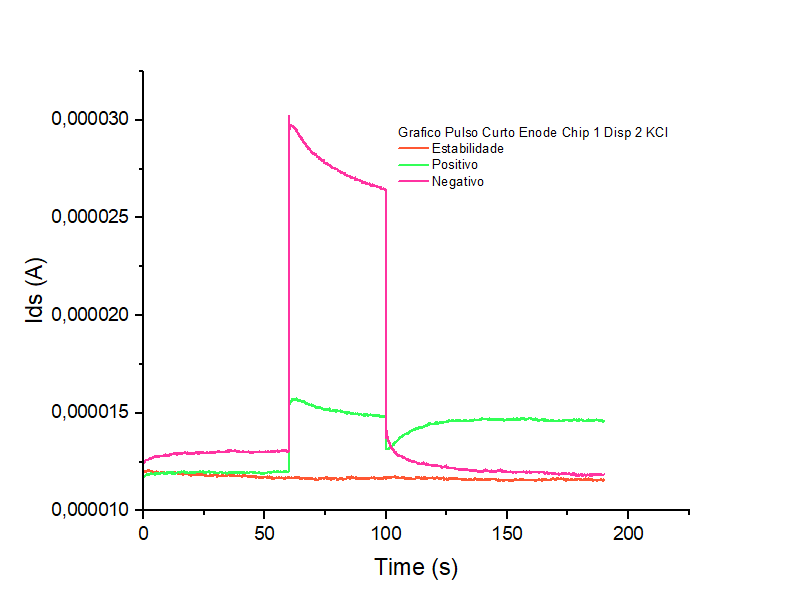 0,000030
0,000025
0,000020
0,000015
0,000010
Ids (A)
Grafico Pulso Curto Enode Chip 1 Disp 2 KCl
Estabilidade
Positivo
Negativo
0
50
100
150
200
Time (s)